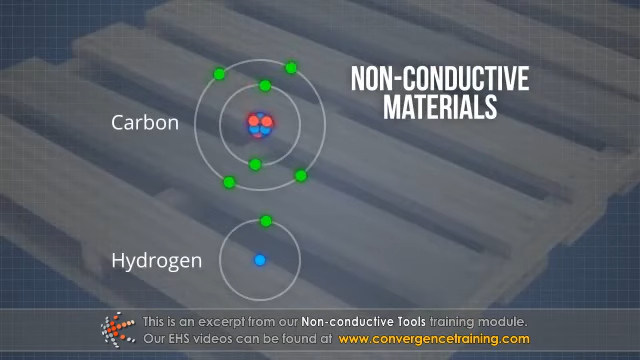 NON-CONDUCTIVE
MATERIALS
Carbon
Hydrogen
This is an excerpt from our Non-conductive Tools training module.
Our EHS videos can be found at www.convergencetraining.com